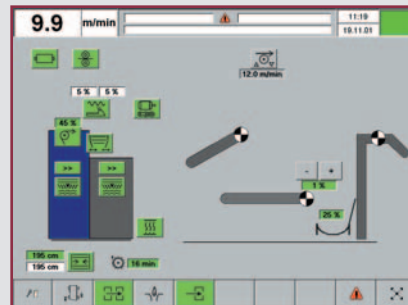 9.9 m/min
11:19
19.11.01
12.0 m/min
5 % 5 %
45 %
>> >>
- +
1 %
25 %
195 cm
195 cm
16 min